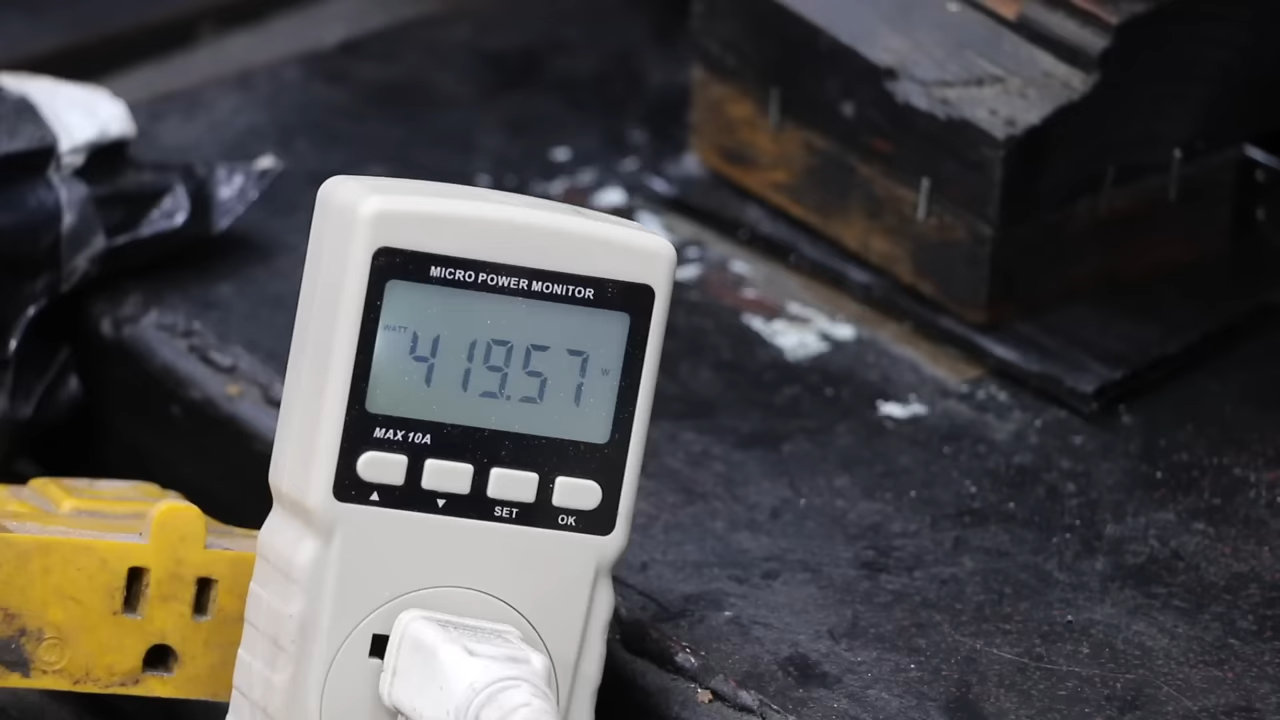 MICRO POWER MONITOR
WATT
419.57 W
MAX 10A
▲ ▼ SET OK